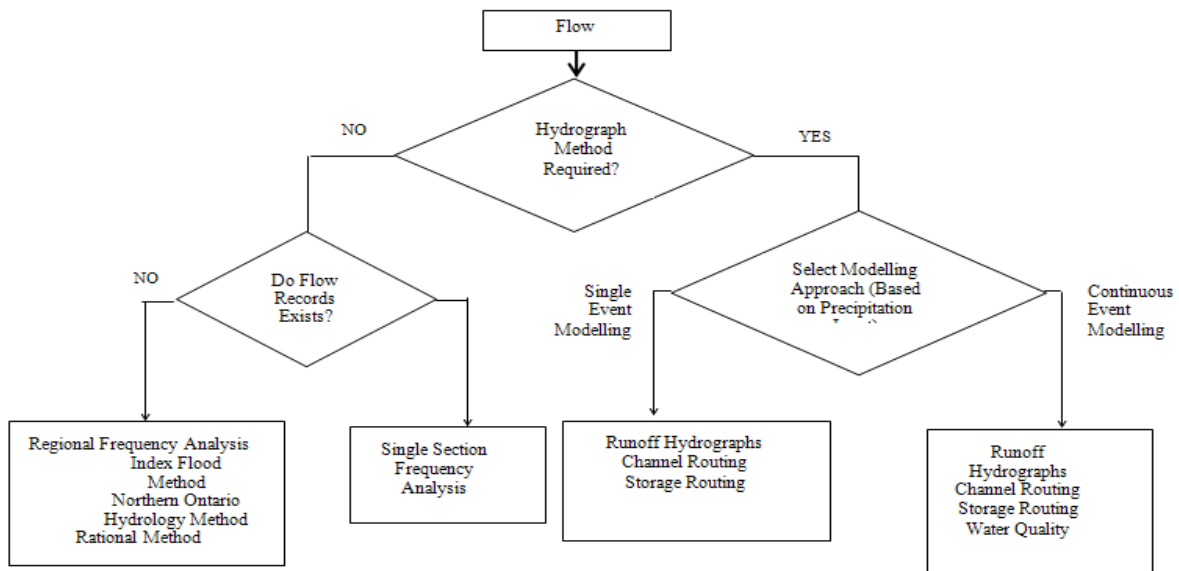 Flow
NO
Hydrograph
Method
Required?
YES
NO
Do Flow
Records
Exists?
Single
Event
Modelling
Select Modelling
Approach (Based
on Precipitation
Continuous
Event
Modelling
Regional Frequency Analysis
Index Flood
Method
Northern Ontario
Hydrology Method
Rational Method
Single Section
Frequency
Analysis
Runoff Hydrographs
Channel Routing
Storage Routing
Runoff
Hydrographs
Channel Routing
Storage Routing
Water Quality